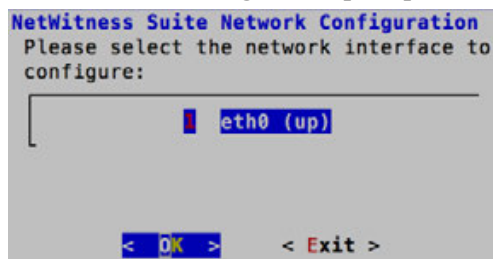 NetWitness Suite Network Configuration
Please select the network interface to
configure:
1 eth0 (up)
< OK > < Exit >